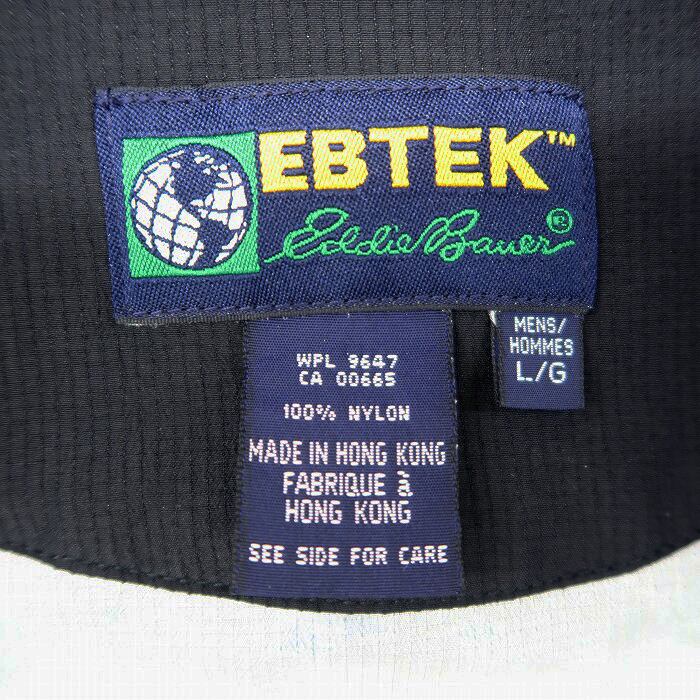 EBTEK™
Eddie Bauer®
MENS/
HOMMES
L/G
WPL 9647
CA 00665
100% NYLON
MADE IN HONG KONG
FABRIQUE à
HONG KONG
SEE SIDE FOR CARE